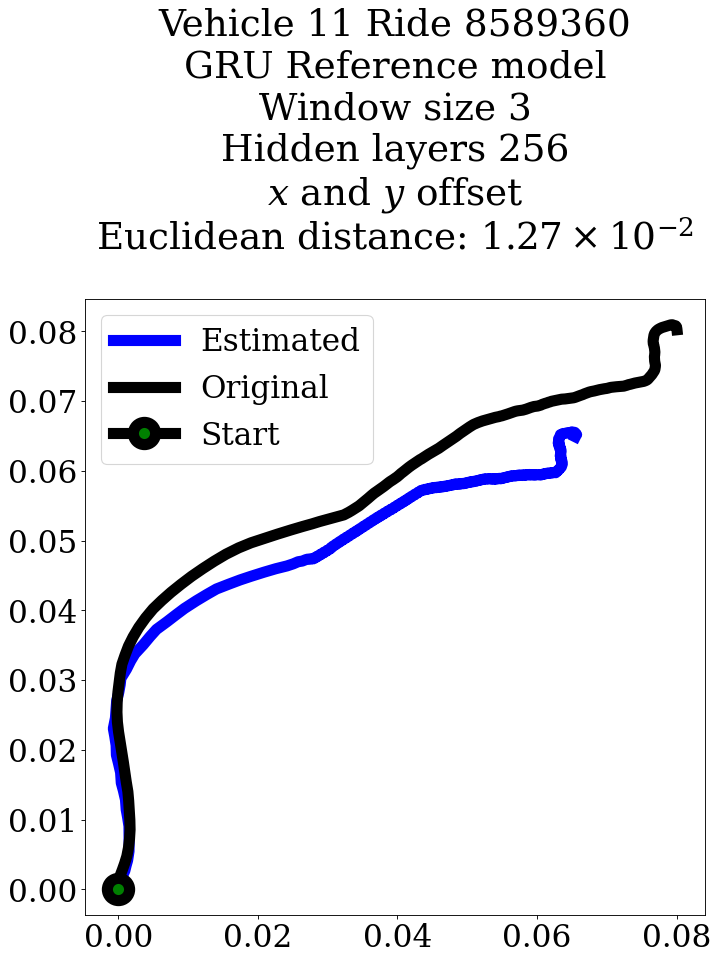 Vehicle 11 Ride 8589360
GRU Reference model
Window size 3
Hidden layers 256
x and y offset
Euclidean distance: 1.27 × 10⁻²
Estimated
Original
Start
0.08
0.07
0.06
0.05
0.04
0.03
0.02
0.01
0.00
0.00 0.02 0.04 0.06 0.08